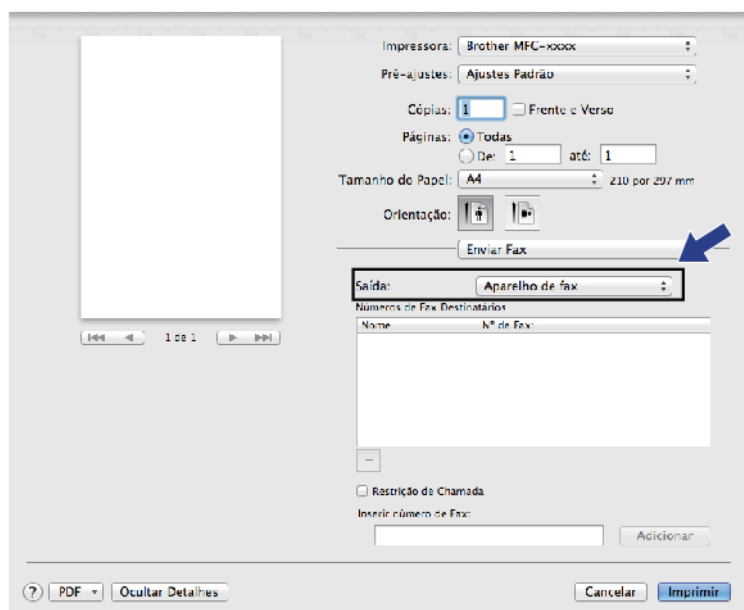 Impressora: Brother MFC-xxxx
Pré-ajustes: Ajustes Padrão
Cópias: 1 Frente e Verso
Páginas: Todas
De: 1 até: 1
Tamanho do Papel: A4 210 por 297 mm
Orientação:
Enviar Fax
Saída: Aparelho de fax
Números de Fax Destinatários
Nome Nº de Fax:
1 de 1
Restrição de Chamada
Inserir número de Fax:
Adicionar
? PDF Ocultar Detalhes Cancelar Imprimir